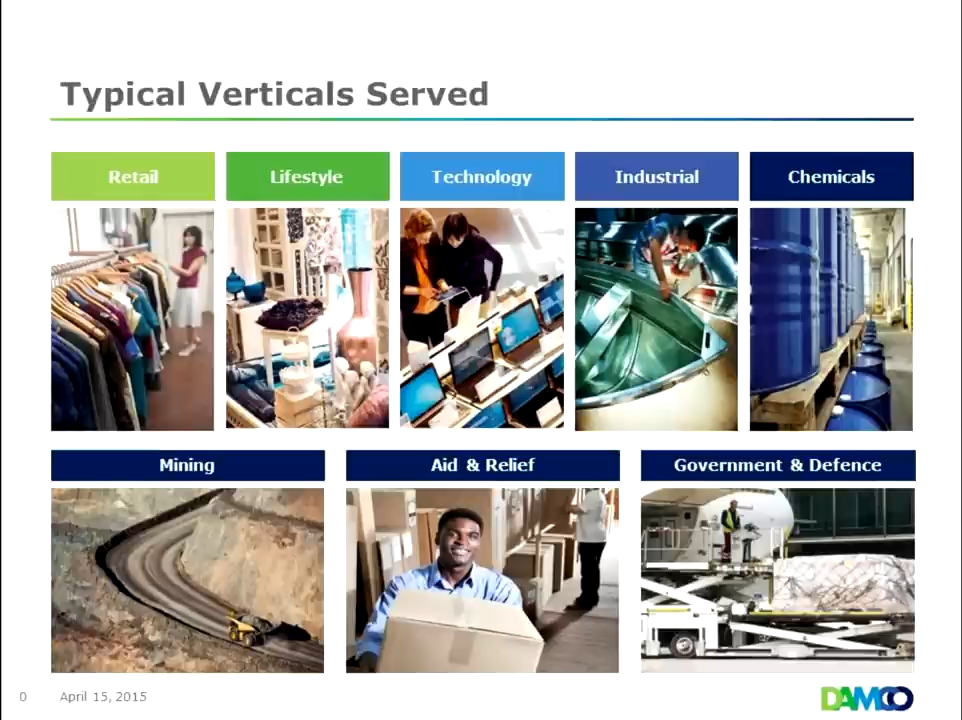 Typical Verticals Served
Retail
Lifestyle
Technology
Industrial
Chemicals
Mining
Aid & Relief
Government & Defence
0
April 15, 2015
DAMCO